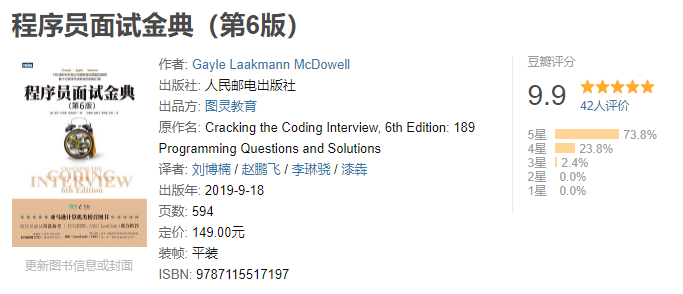 程序员面试金典（第6版）
作者: Gayle Laakmann McDowell
出版社: 人民邮电出版社
出品方: 图灵教育
原作名: Cracking the Coding Interview, 6th Edition: 189
Programming Questions and Solutions
译者: 刘博楠 / 赵鹏飞 / 李琳骁 / 漆犇
出版年: 2019-9-18
页数: 594
定价: 149.00元
装帧: 平装
ISBN: 9787115517197
程序员面试金典
(第6版)
CRACKING THE
CODING
INTERVIEW
6th Edition
更新图书信息或封面
豆瓣评分
9.9
42人评价
5星 73.8%
4星 23.8%
3星 2.4%
2星 0.0%
1星 0.0%